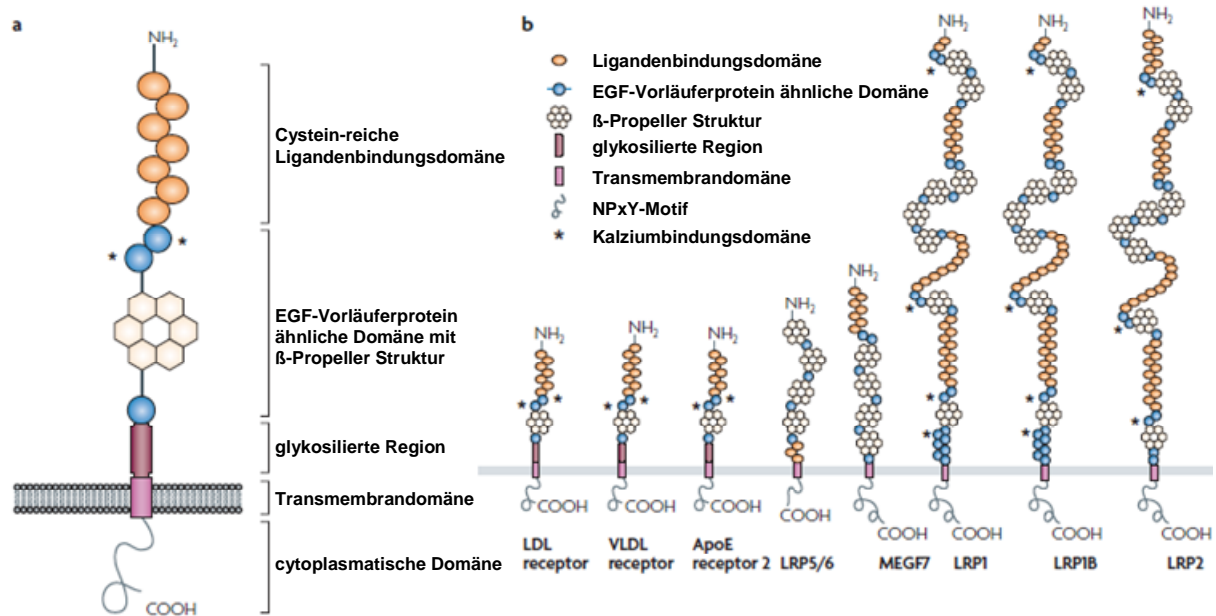 a
NH2
Cystein-reiche
Ligandenbindungsdomäne
* *
EGF-Vorläuferprotein
ähnliche Domäne mit
ß-Propeller Struktur
glykosilierte Region
Transmembrandomäne
cytoplasmatische Domäne
COOH
b
Ligandenbindungsdomäne
EGF-Vorläuferprotein ähnliche Domäne
ß-Propeller Struktur
glykosilierte Region
Transmembrandomäne
NPxY-Motif
* Kalziumbindungsdomäne
NH2
* *
COOH
LDL
receptor
NH2
* *
COOH
VLDL
receptor
NH2
* *
COOH
ApoE
receptor 2
NH2
COOH
LRP5/6
NH2
COOH
MEGF7
NH2
*
*
*
*
COOH
LRP1
NH2
*
*
*
*
COOH
LRP1B
NH2
*
*
*
COOH
LRP2